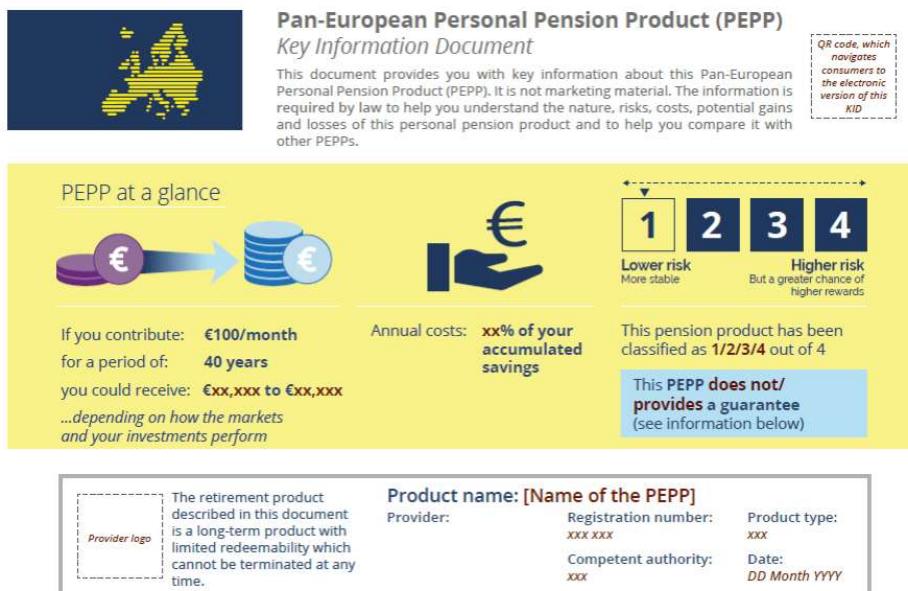 Pan-European Personal Pension Product (PEPP)
Key Information Document
This document provides you with key information about this Pan-European
Personal Pension Product (PEPP). It is not marketing material. The information is
required by law to help you understand the nature, risks, costs, potential gains
and losses of this personal pension product and to help you compare it with
other PEPPs.
QR code, which
navigates
consumers to
the electronic
version of this
KID
PEPP at a glance
€
€
€
1 2 3 4
Lower risk
More stable
Higher risk
But a greater chance of
higher rewards
If you contribute: €100/month
for a period of: 40 years
you could receive: €xx,xxx to €xx,xxx
...depending on how the markets
and your investments perform
Annual costs: xx% of your
accumulated
savings
This pension product has been
classified as 1/2/3/4 out of 4
This PEPP does not/
provides a guarantee
(see information below)
Provider logo
The retirement product
described in this document
is a long-term product with
limited redeemability which
cannot be terminated at any
time.
Product name: [Name of the PEPP]
Provider:
Registration number:
xxx xxx
Product type:
xxx
Competent authority:
xxx
Date:
DD Month YYYY